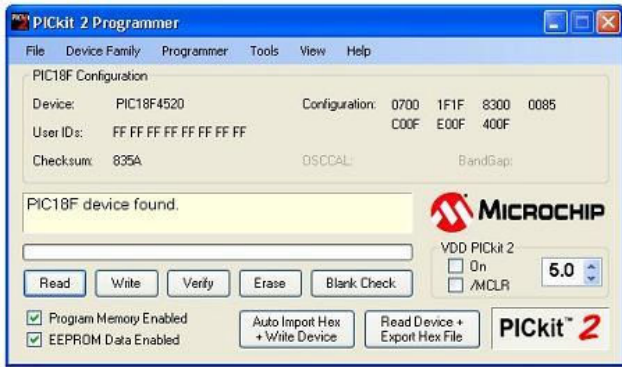 PICkit 2 Programmer
File Device Family Programmer Tools View Help
PIC18F Configuration
Device: PIC18F4520 Configuration: 0700 1F1F 8300 0085
User IDs: FF FF FF FF FF FF FF FF C00F E00F 400F
Checksum: 835A OSCCAL: BandGap:
PIC18F device found.
MICROCHIP
VDD PICkit 2
On
/MCLR
5.0
Read Write Verify Erase Blank Check
Program Memory Enabled
EEPROM Data Enabled
Auto Import Hex
+ Write Device
Read Device +
Export Hex File
PICkit™ 2